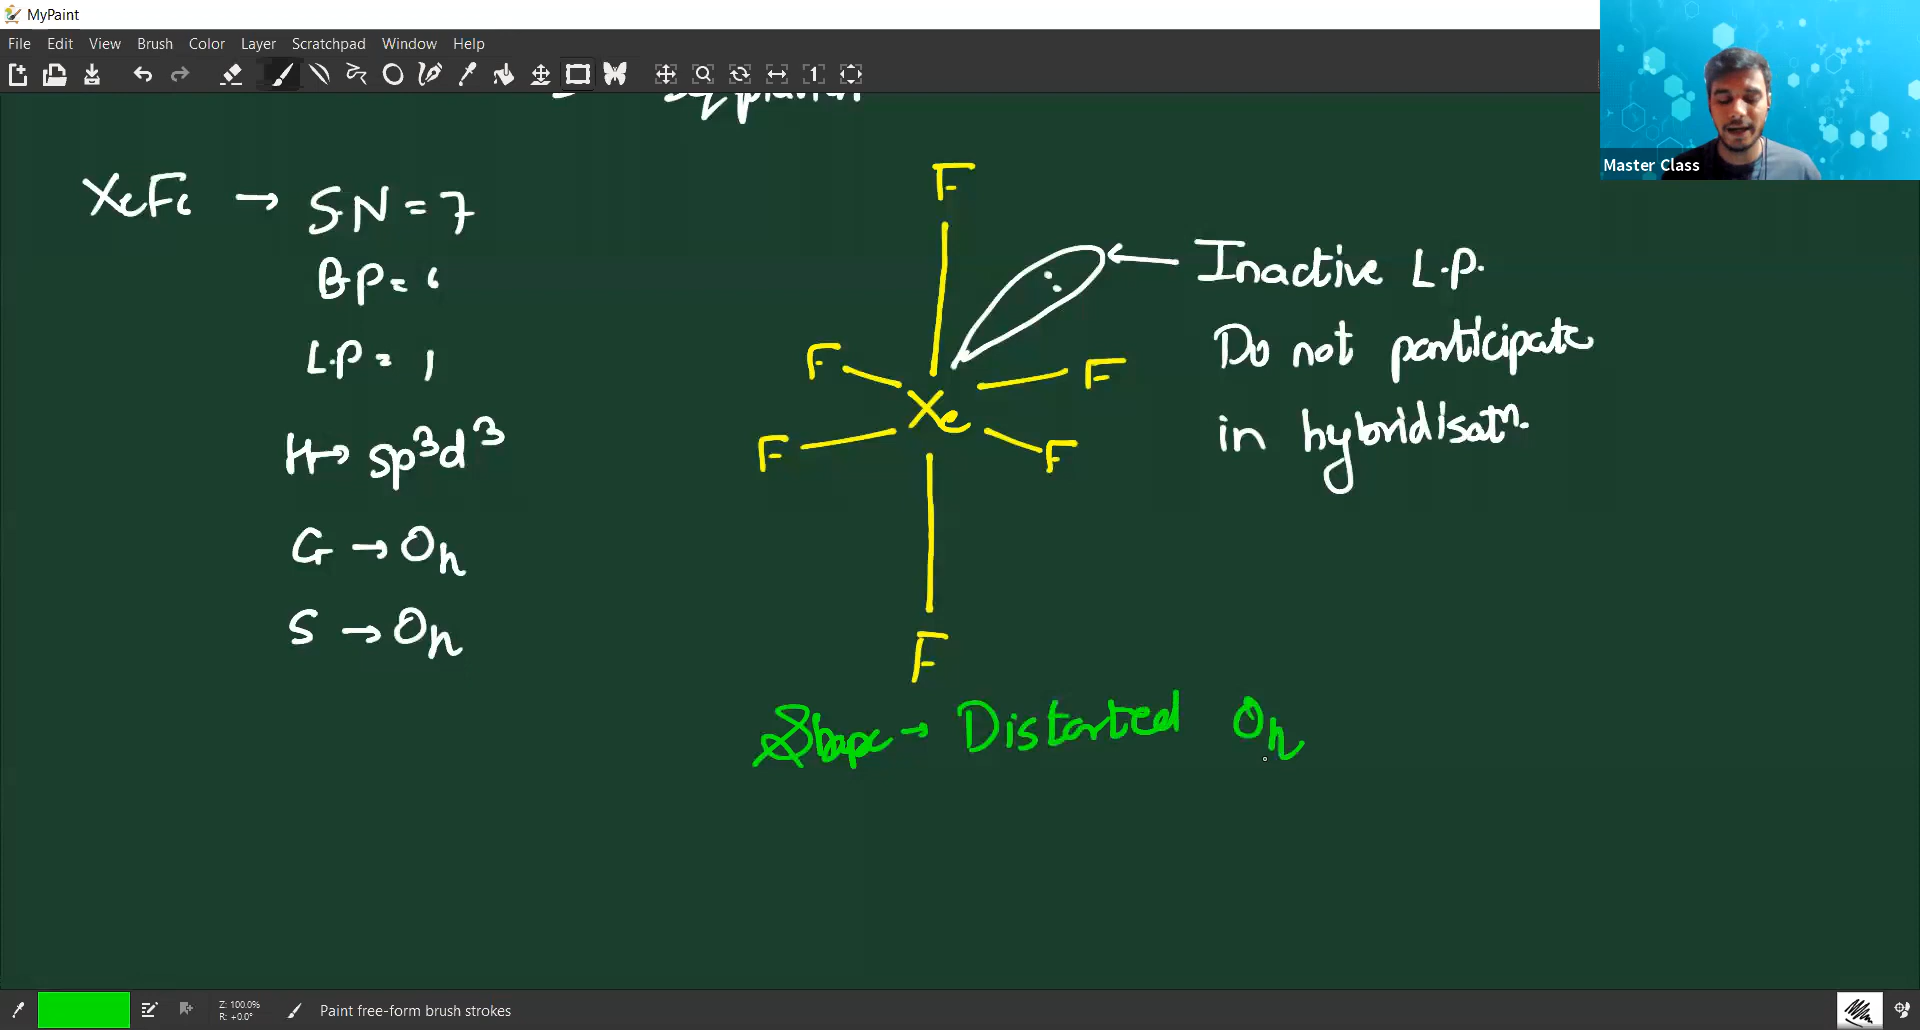 MyPaint
File Edit View Brush Color Layer Scratchpad Window Help
Master Class
XeF6 → SN = 7
BP = 6
L.P = 1
H → sp³d³
G → Oh
S → Oh
F
F
F
Xe
F
F
F
Inactive L.P.
Do not participate
in hybridisatⁿ.
Shape → Distorted Oh
Z: 100.0%
R: +0.0°
Paint free-form brush strokes